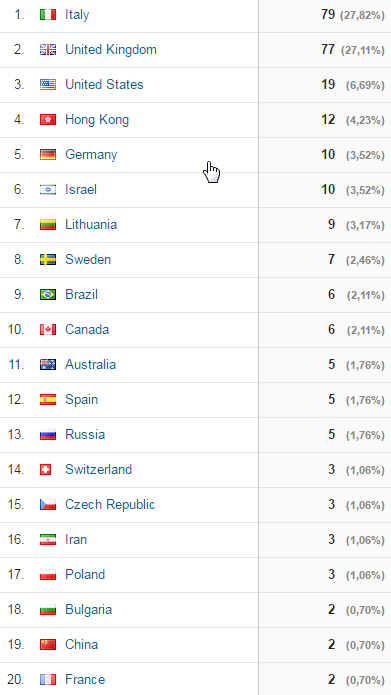 1. Italy 79 (27,82%)
2. United Kingdom 77 (27,11%)
3. United States 19 (6,69%)
4. Hong Kong 12 (4,23%)
5. Germany 10 (3,52%)
6. Israel 10 (3,52%)
7. Lithuania 9 (3,17%)
8. Sweden 7 (2,46%)
9. Brazil 6 (2,11%)
10. Canada 6 (2,11%)
11. Australia 5 (1,76%)
12. Spain 5 (1,76%)
13. Russia 5 (1,76%)
14. Switzerland 3 (1,06%)
15. Czech Republic 3 (1,06%)
16. Iran 3 (1,06%)
17. Poland 3 (1,06%)
18. Bulgaria 2 (0,70%)
19. China 2 (0,70%)
20. France 2 (0,70%)